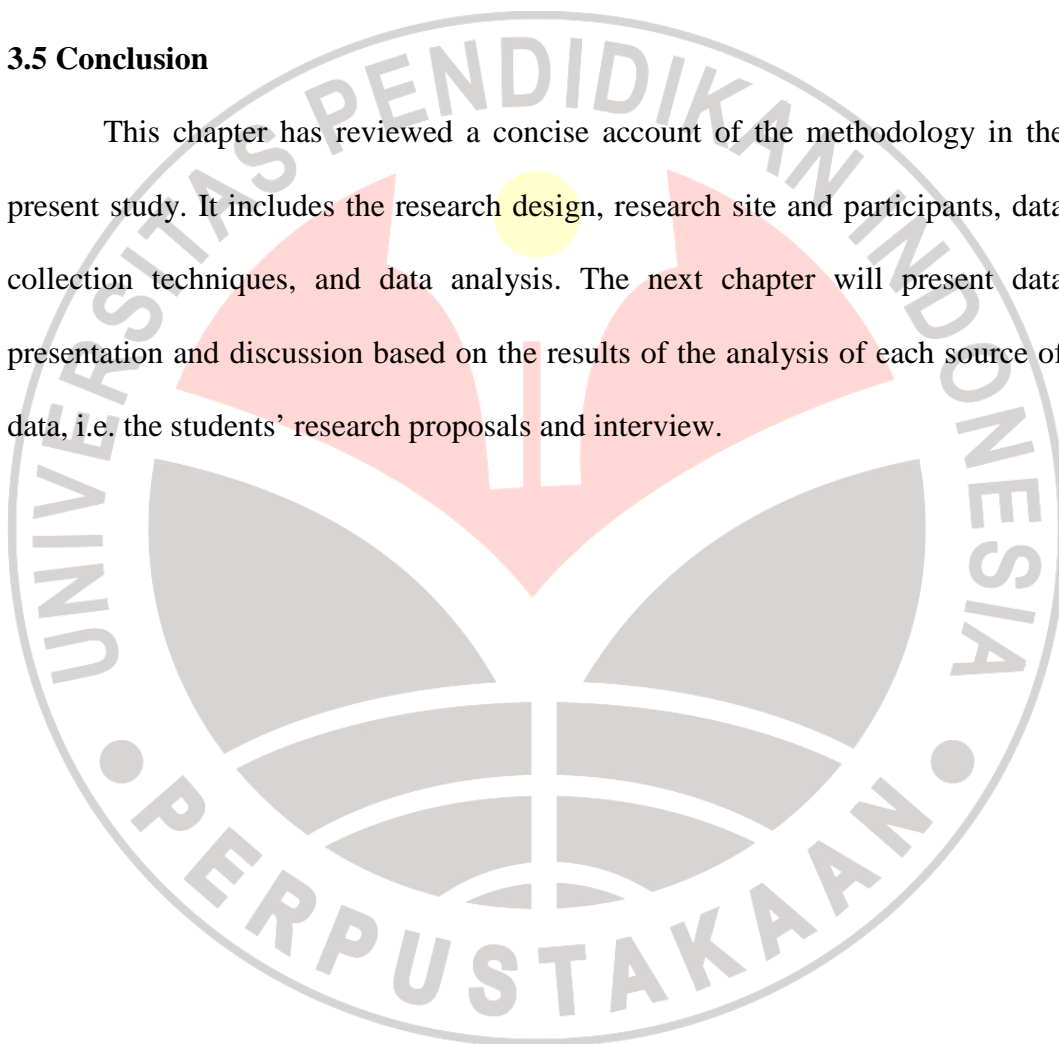 3.5 Conclusion
This chapter has reviewed a concise account of the methodology in the
present study. It includes the research design, research site and participants, data
collection techniques, and data analysis. The next chapter will present data
presentation and discussion based on the results of the analysis of each source of
data, i.e. the students’ research proposals and interview.
UNIVERSITAS PENDIDIKAN INDONESIA
PERPUSTAKAAN